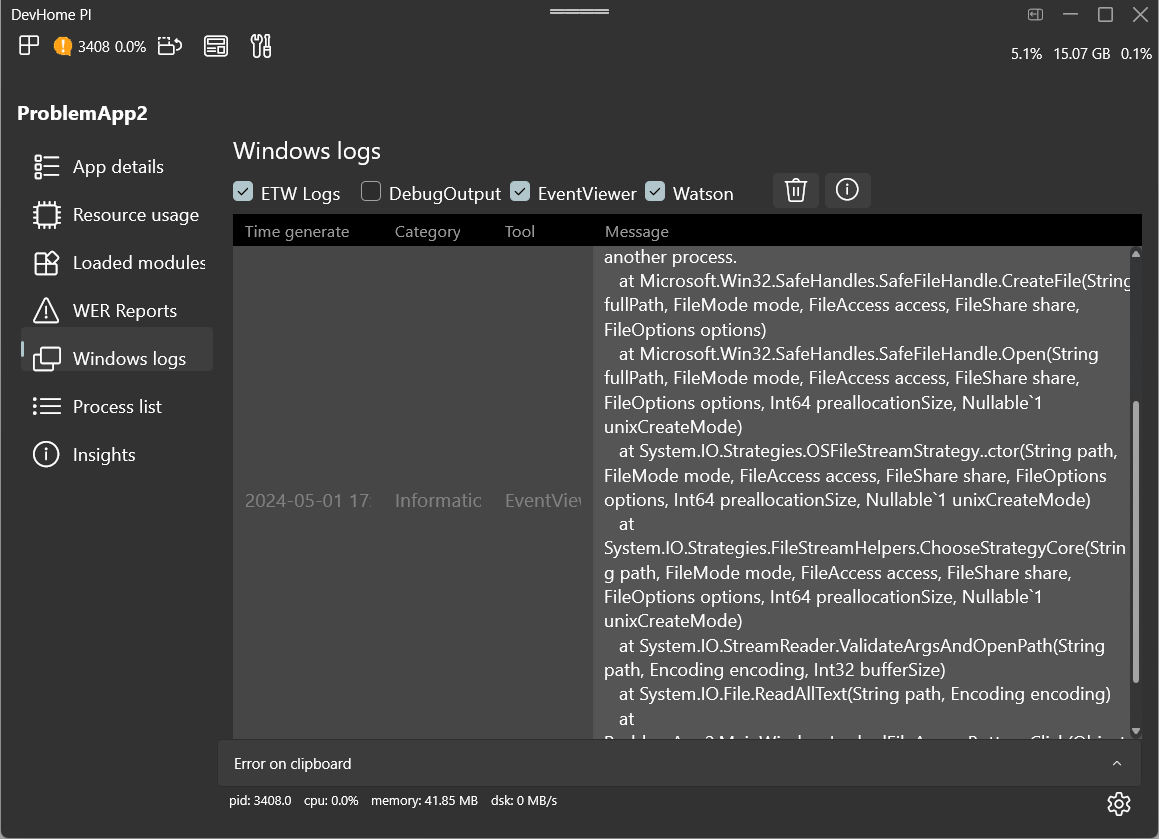 DevHome PI
3408 0.0%
5.1% 15.07 GB 0.1%
ProblemApp2
App details
Resource usage
Loaded modules
WER Reports
Windows logs
Process list
Insights
Windows logs
ETW Logs DebugOutput EventViewer Watson
Time generate Category Tool Message
2024-05-01 17: Informatic EventView
another process.
at Microsoft.Win32.SafeHandles.SafeFileHandle.CreateFile(String
fullPath, FileMode mode, FileAccess access, FileShare share,
FileOptions options)
at Microsoft.Win32.SafeHandles.SafeFileHandle.Open(String
fullPath, FileMode mode, FileAccess access, FileShare share,
FileOptions options, Int64 preallocationSize, Nullable`1
unixCreateMode)
at System.IO.Strategies.OSFileStreamStrategy..ctor(String path,
FileMode mode, FileAccess access, FileShare share, FileOptions
options, Int64 preallocationSize, Nullable`1 unixCreateMode)
at
System.IO.Strategies.FileStreamHelpers.ChooseStrategyCore(Strin
g path, FileMode mode, FileAccess access, FileShare share,
FileOptions options, Int64 preallocationSize, Nullable`1
unixCreateMode)
at System.IO.StreamReader.ValidateArgsAndOpenPath(String
path, Encoding encoding, Int32 bufferSize)
at System.IO.File.ReadAllText(String path, Encoding encoding)
at
Error on clipboard
pid: 3408.0 cpu: 0.0% memory: 41.85 MB dsk: 0 MB/s